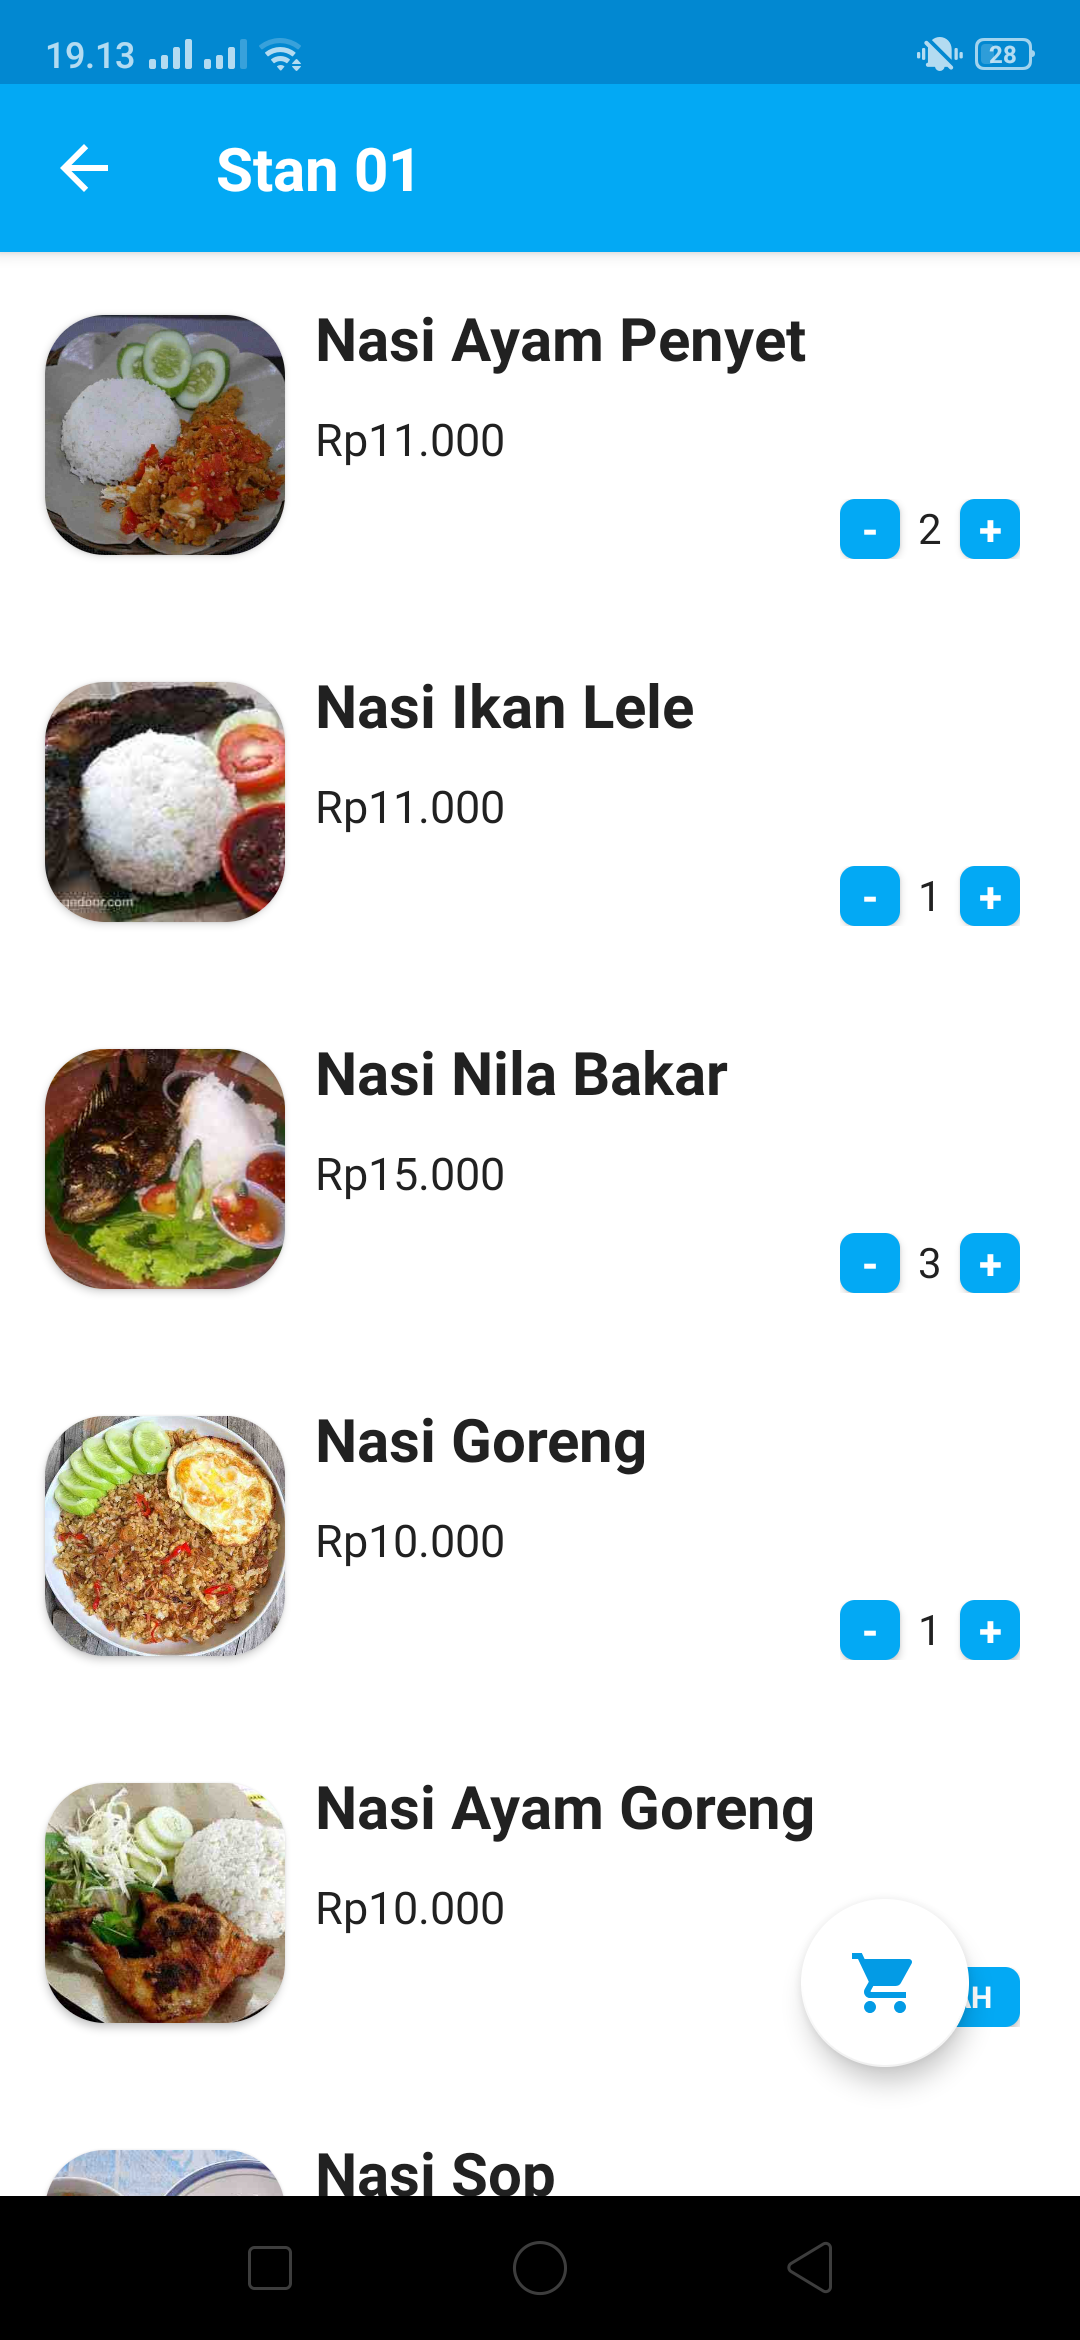 19.13
28
Stan 01
Nasi Ayam Penyet
Rp11.000
- 2 +
Nasi Ikan Lele
Rp11.000
- 1 +
Nasi Nila Bakar
Rp15.000
- 3 +
Nasi Goreng
Rp10.000
- 1 +
Nasi Ayam Goreng
Rp10.000
Nasi Sop